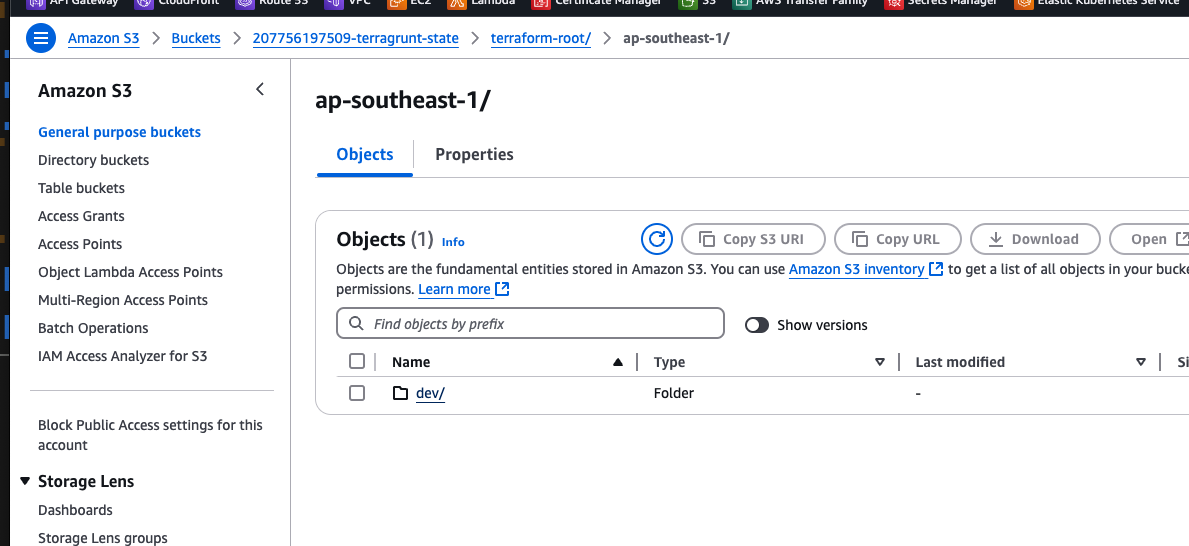 API Gateway CloudFront Route 53 VPC EC2 Lambda Certificate Manager S3 AWS Transfer Family Secrets Manager Elastic Kubernetes Service
Amazon S3 > Buckets > 207756197509-terragrunt-state > terraform-root/ > ap-southeast-1/
Amazon S3
General purpose buckets
Directory buckets
Table buckets
Access Grants
Access Points
Object Lambda Access Points
Multi-Region Access Points
Batch Operations
IAM Access Analyzer for S3
Block Public Access settings for this
account
Storage Lens
Dashboards
Storage Lens groups
ap-southeast-1/
Objects Properties
Objects (1) Info Copy S3 URI Copy URL Download Open
Objects are the fundamental entities stored in Amazon S3. You can use Amazon S3 inventory to get a list of all objects in your bucke
permissions. Learn more
Find objects by prefix Show versions
Name Type Last modified Si
dev/ Folder -